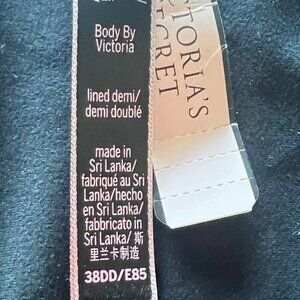 Body By
Victoria
lined demi/
demi doublé
made in
Sri Lanka/
fabriqué au Sri
Lanka/hecho
en Sri Lanka/
fabbricato in
Sri Lanka/ 斯
里兰卡制造
38DD/E85
VICTORIA'S
SECRET